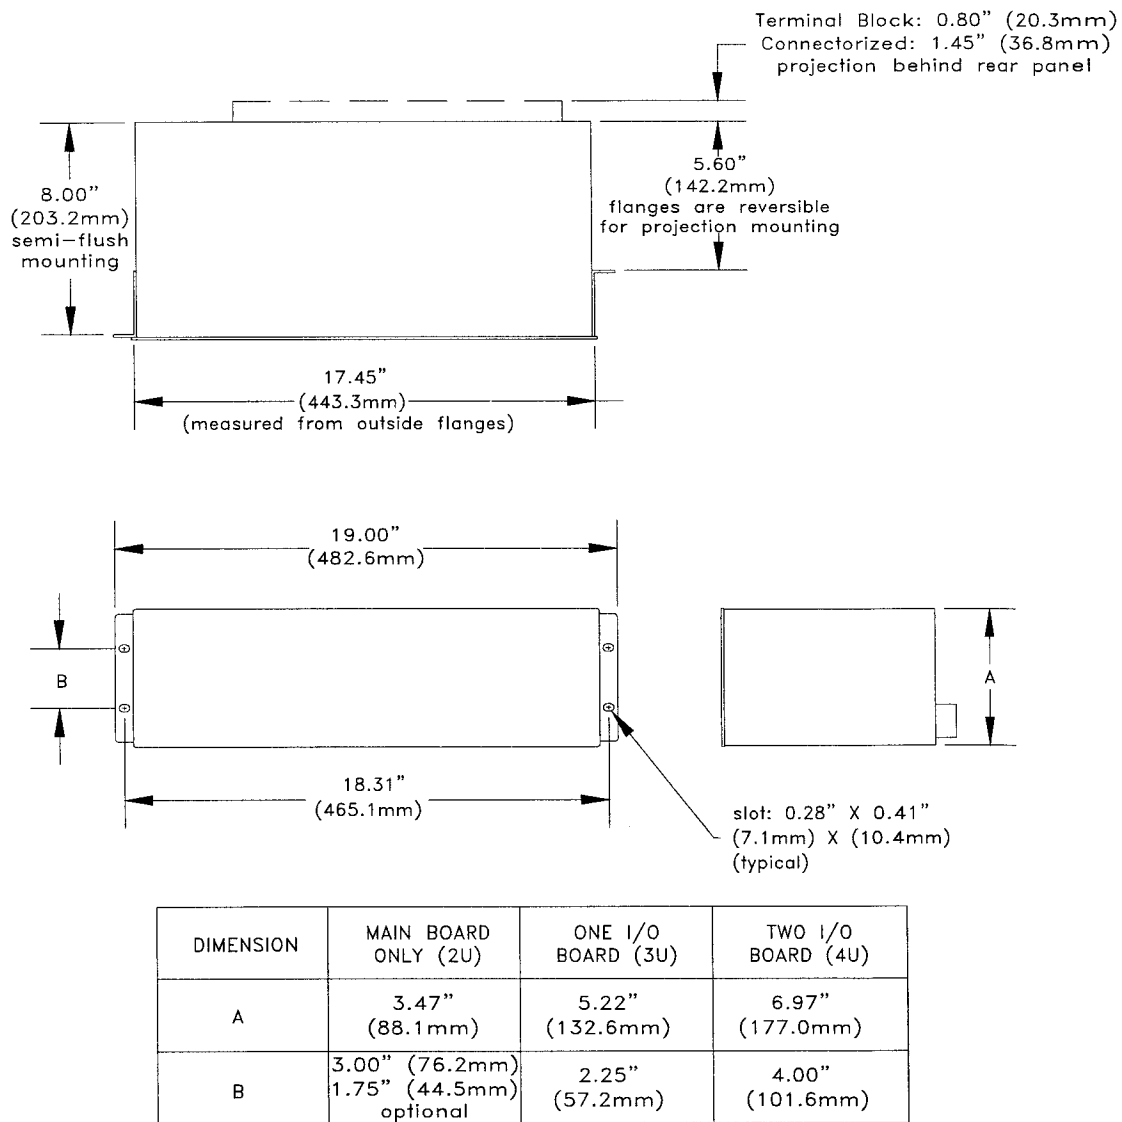 Terminal Block: 0.80” (20.3mm)
Connectorized: 1.45” (36.8mm)
projection behind rear panel
8.00”
(203.2mm)
semi–flush
mounting
5.60”
(142.2mm)
flanges are reversible
for projection mounting
17.45”
(443.3mm)
(measured from outside flanges)
19.00”
(482.6mm)
B
A
18.31”
(465.1mm)
slot: 0.28” X 0.41”
(7.1mm) X (10.4mm)
(typical)
DIMENSION
MAIN BOARD
ONLY (2U)
ONE I/O
BOARD (3U)
TWO I/O
BOARD (4U)
A
3.47”
(88.1mm)
5.22”
(132.6mm)
6.97”
(177.0mm)
B
3.00” (76.2mm)
1.75” (44.5mm)
optional
2.25”
(57.2mm)
4.00”
(101.6mm)